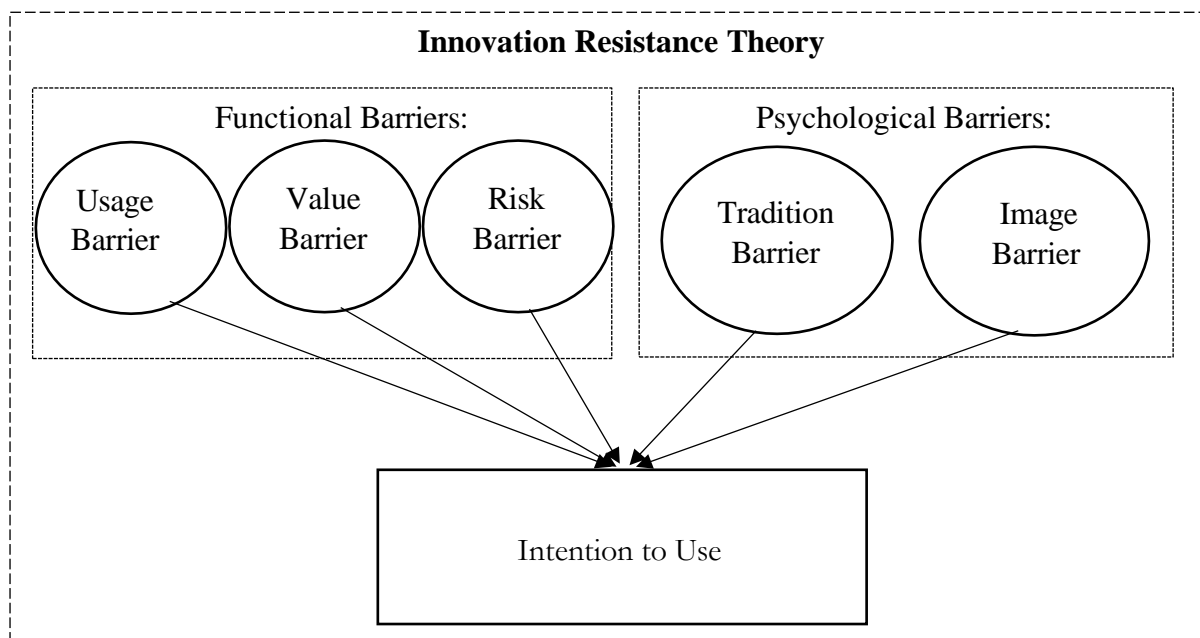 Innovation Resistance Theory
Functional Barriers:
Usage
Barrier
Value
Barrier
Risk
Barrier
Psychological Barriers:
Tradition
Barrier
Image
Barrier
Intention to Use